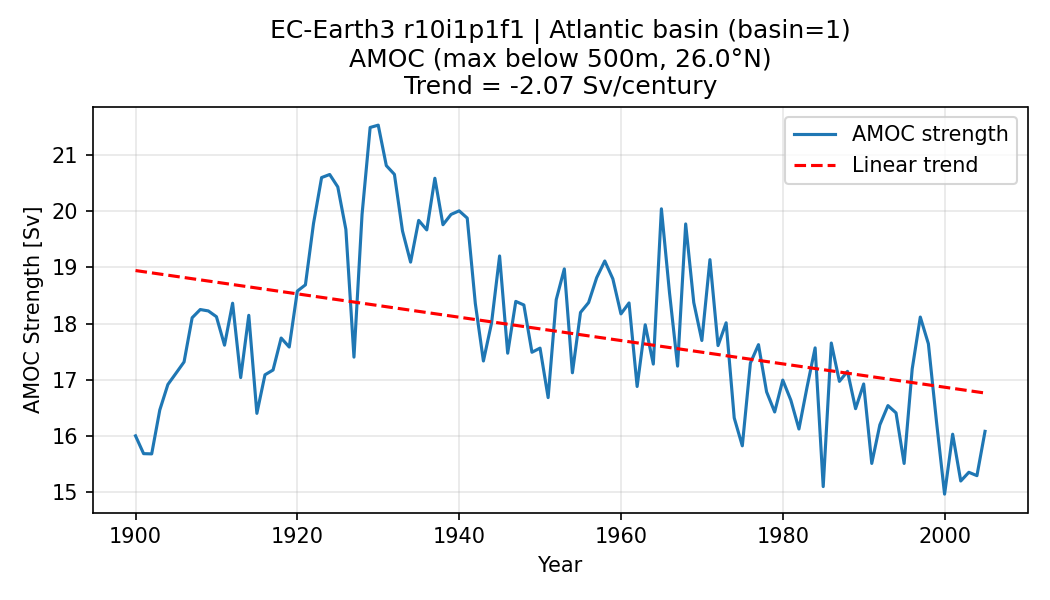 EC-Earth3 r10i1p1f1 | Atlantic basin (basin=1)
AMOC (max below 500m, 26.0°N)
Trend = -2.07 Sv/century
AMOC strength
Linear trend
AMOC Strength [Sv]
21
20
19
18
17
16
15
1900
1920
1940
1960
1980
2000
Year